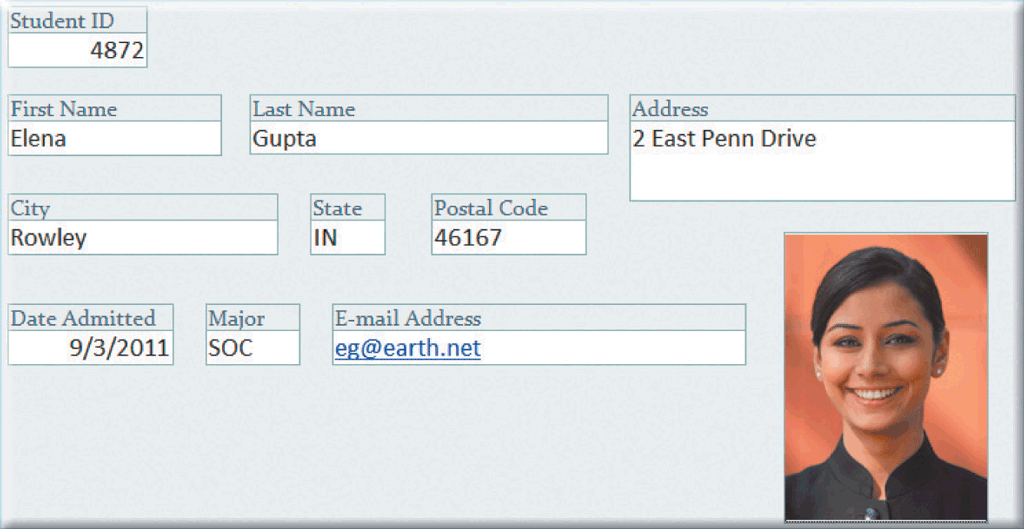 Student ID
4872
First Name
Elena
Last Name
Gupta
Address
2 East Penn Drive
City
Rowley
State
IN
Postal Code
46167
Date Admitted
9/3/2011
Major
SOC
E-mail Address
eg@earth.net